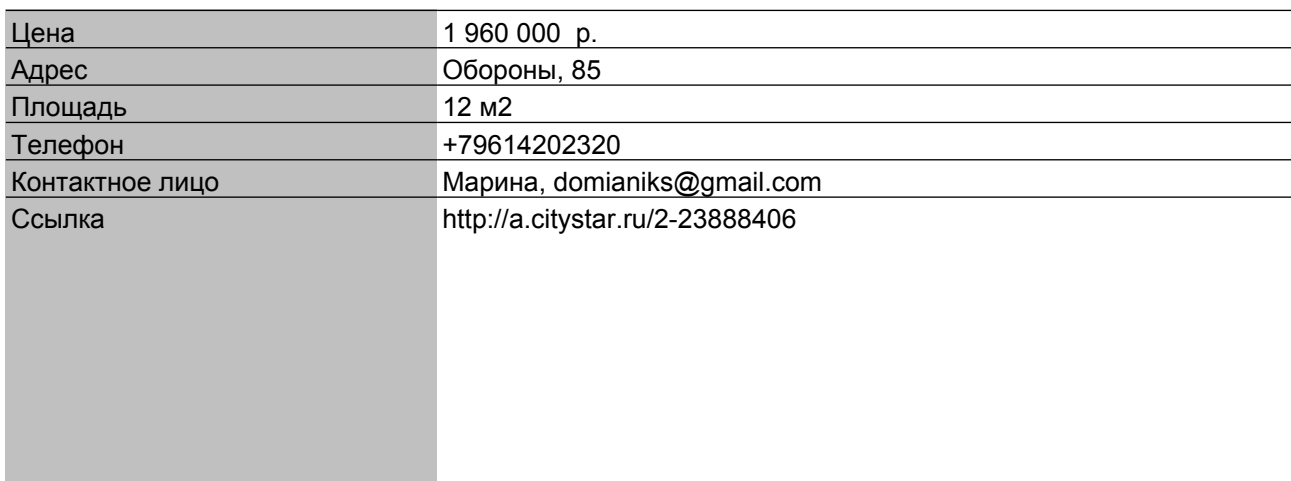 Цена 1 960 000 р.
Адрес Обороны, 85
Площадь 12 м2
Телефон +79614202320
Контактное лицо Марина, domianiks@gmail.com
Ссылка http://a.citystar.ru/2-23888406